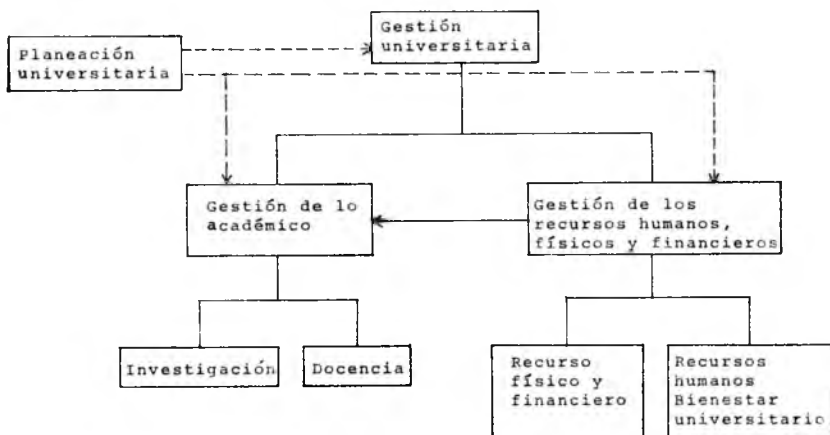 Gestión
universitaria
Planeación
universitaria
Gestión de lo
académico
Gestión de los
recursos humanos,
físicos y financieros
Investigación
Docencia
Recurso
físico y
financiero
Recursos
humanos
Bienestar
universitario